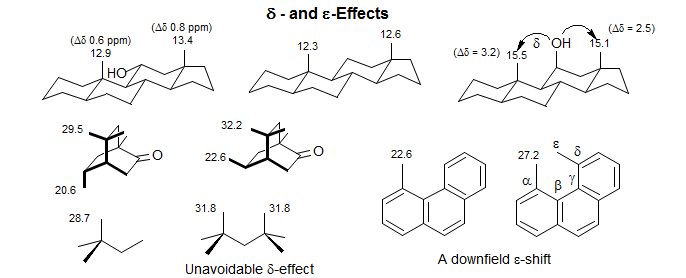 δ - and ε-Effects
(Δδ 0.6 ppm)
12.9
(Δδ 0.8 ppm)
13.4
HO
12.3
12.6
(Δδ = 3.2) 15.5
δ
OH
15.1
(Δδ = 2.5)
29.5
O
20.6
32.2
22.6
O
22.6
27.2
ε
δ
α
β
γ
28.7
31.8
31.8
Unavoidable δ-effect
A downfield ε-shift